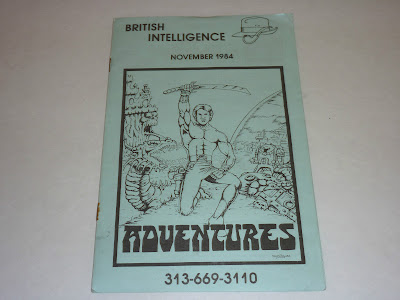 BRITISH
INTELLIGENCE
NOVEMBER 1984
ADVENTURES
313-669-3110